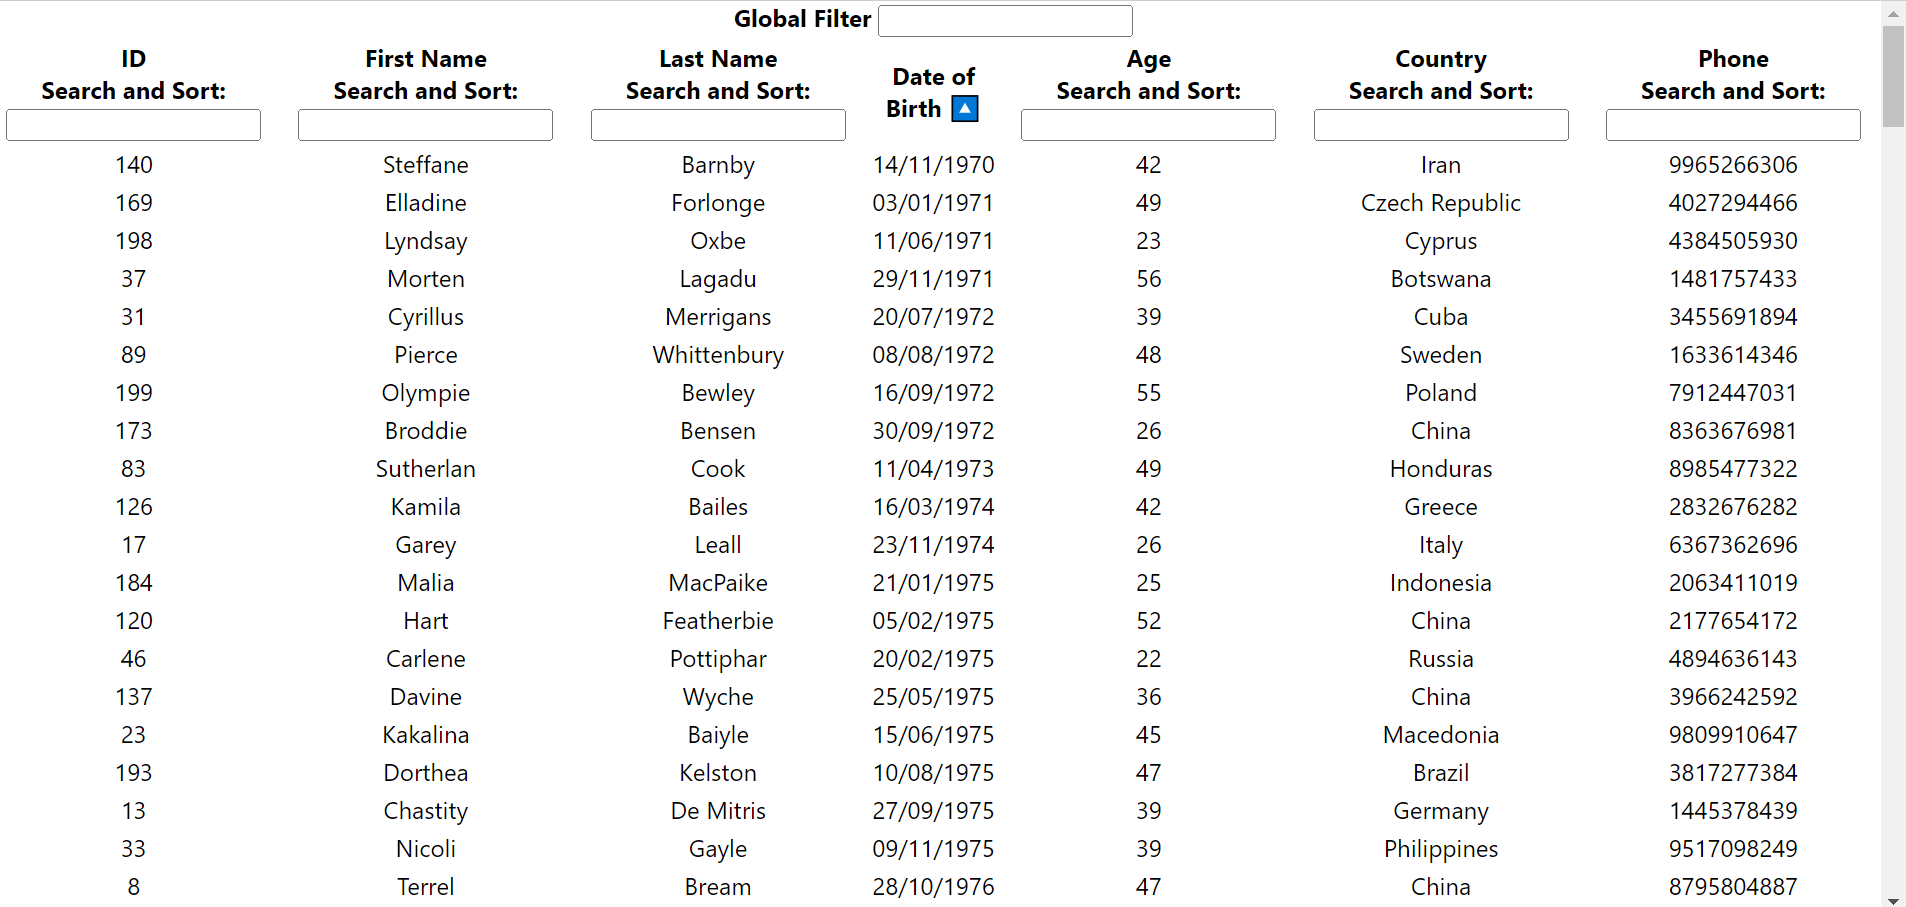 Global Filter
ID First Name Last Name Date of Birth 🔼 Age Country Phone
Search and Sort: Search and Sort: Search and Sort: Search and Sort: Search and Sort: Search and Sort:
140 Steffane Barnby 14/11/1970 42 Iran 9965266306
169 Elladine Forlonge 03/01/1971 49 Czech Republic 4027294466
198 Lyndsay Oxbe 11/06/1971 23 Cyprus 4384505930
37 Morten Lagadu 29/11/1971 56 Botswana 1481757433
31 Cyrillus Merrigans 20/07/1972 39 Cuba 3455691894
89 Pierce Whittenbury 08/08/1972 48 Sweden 1633614346
199 Olympie Bewley 16/09/1972 55 Poland 7912447031
173 Broddie Bensen 30/09/1972 26 China 8363676981
83 Sutherlan Cook 11/04/1973 49 Honduras 8985477322
126 Kamila Bailes 16/03/1974 42 Greece 2832676282
17 Garey Leall 23/11/1974 26 Italy 6367362696
184 Malia MacPaike 21/01/1975 25 Indonesia 2063411019
120 Hart Featherbie 05/02/1975 52 China 2177654172
46 Carlene Pottiphar 20/02/1975 22 Russia 4894636143
137 Davine Wyche 25/05/1975 36 China 3966242592
23 Kakalina Baiyle 15/06/1975 45 Macedonia 9809910647
193 Dorthea Kelston 10/08/1975 47 Brazil 3817277384
13 Chastity De Mitris 27/09/1975 39 Germany 1445378439
33 Nicoli Gayle 09/11/1975 39 Philippines 9517098249
8 Terrel Bream 28/10/1976 47 China 8795804887